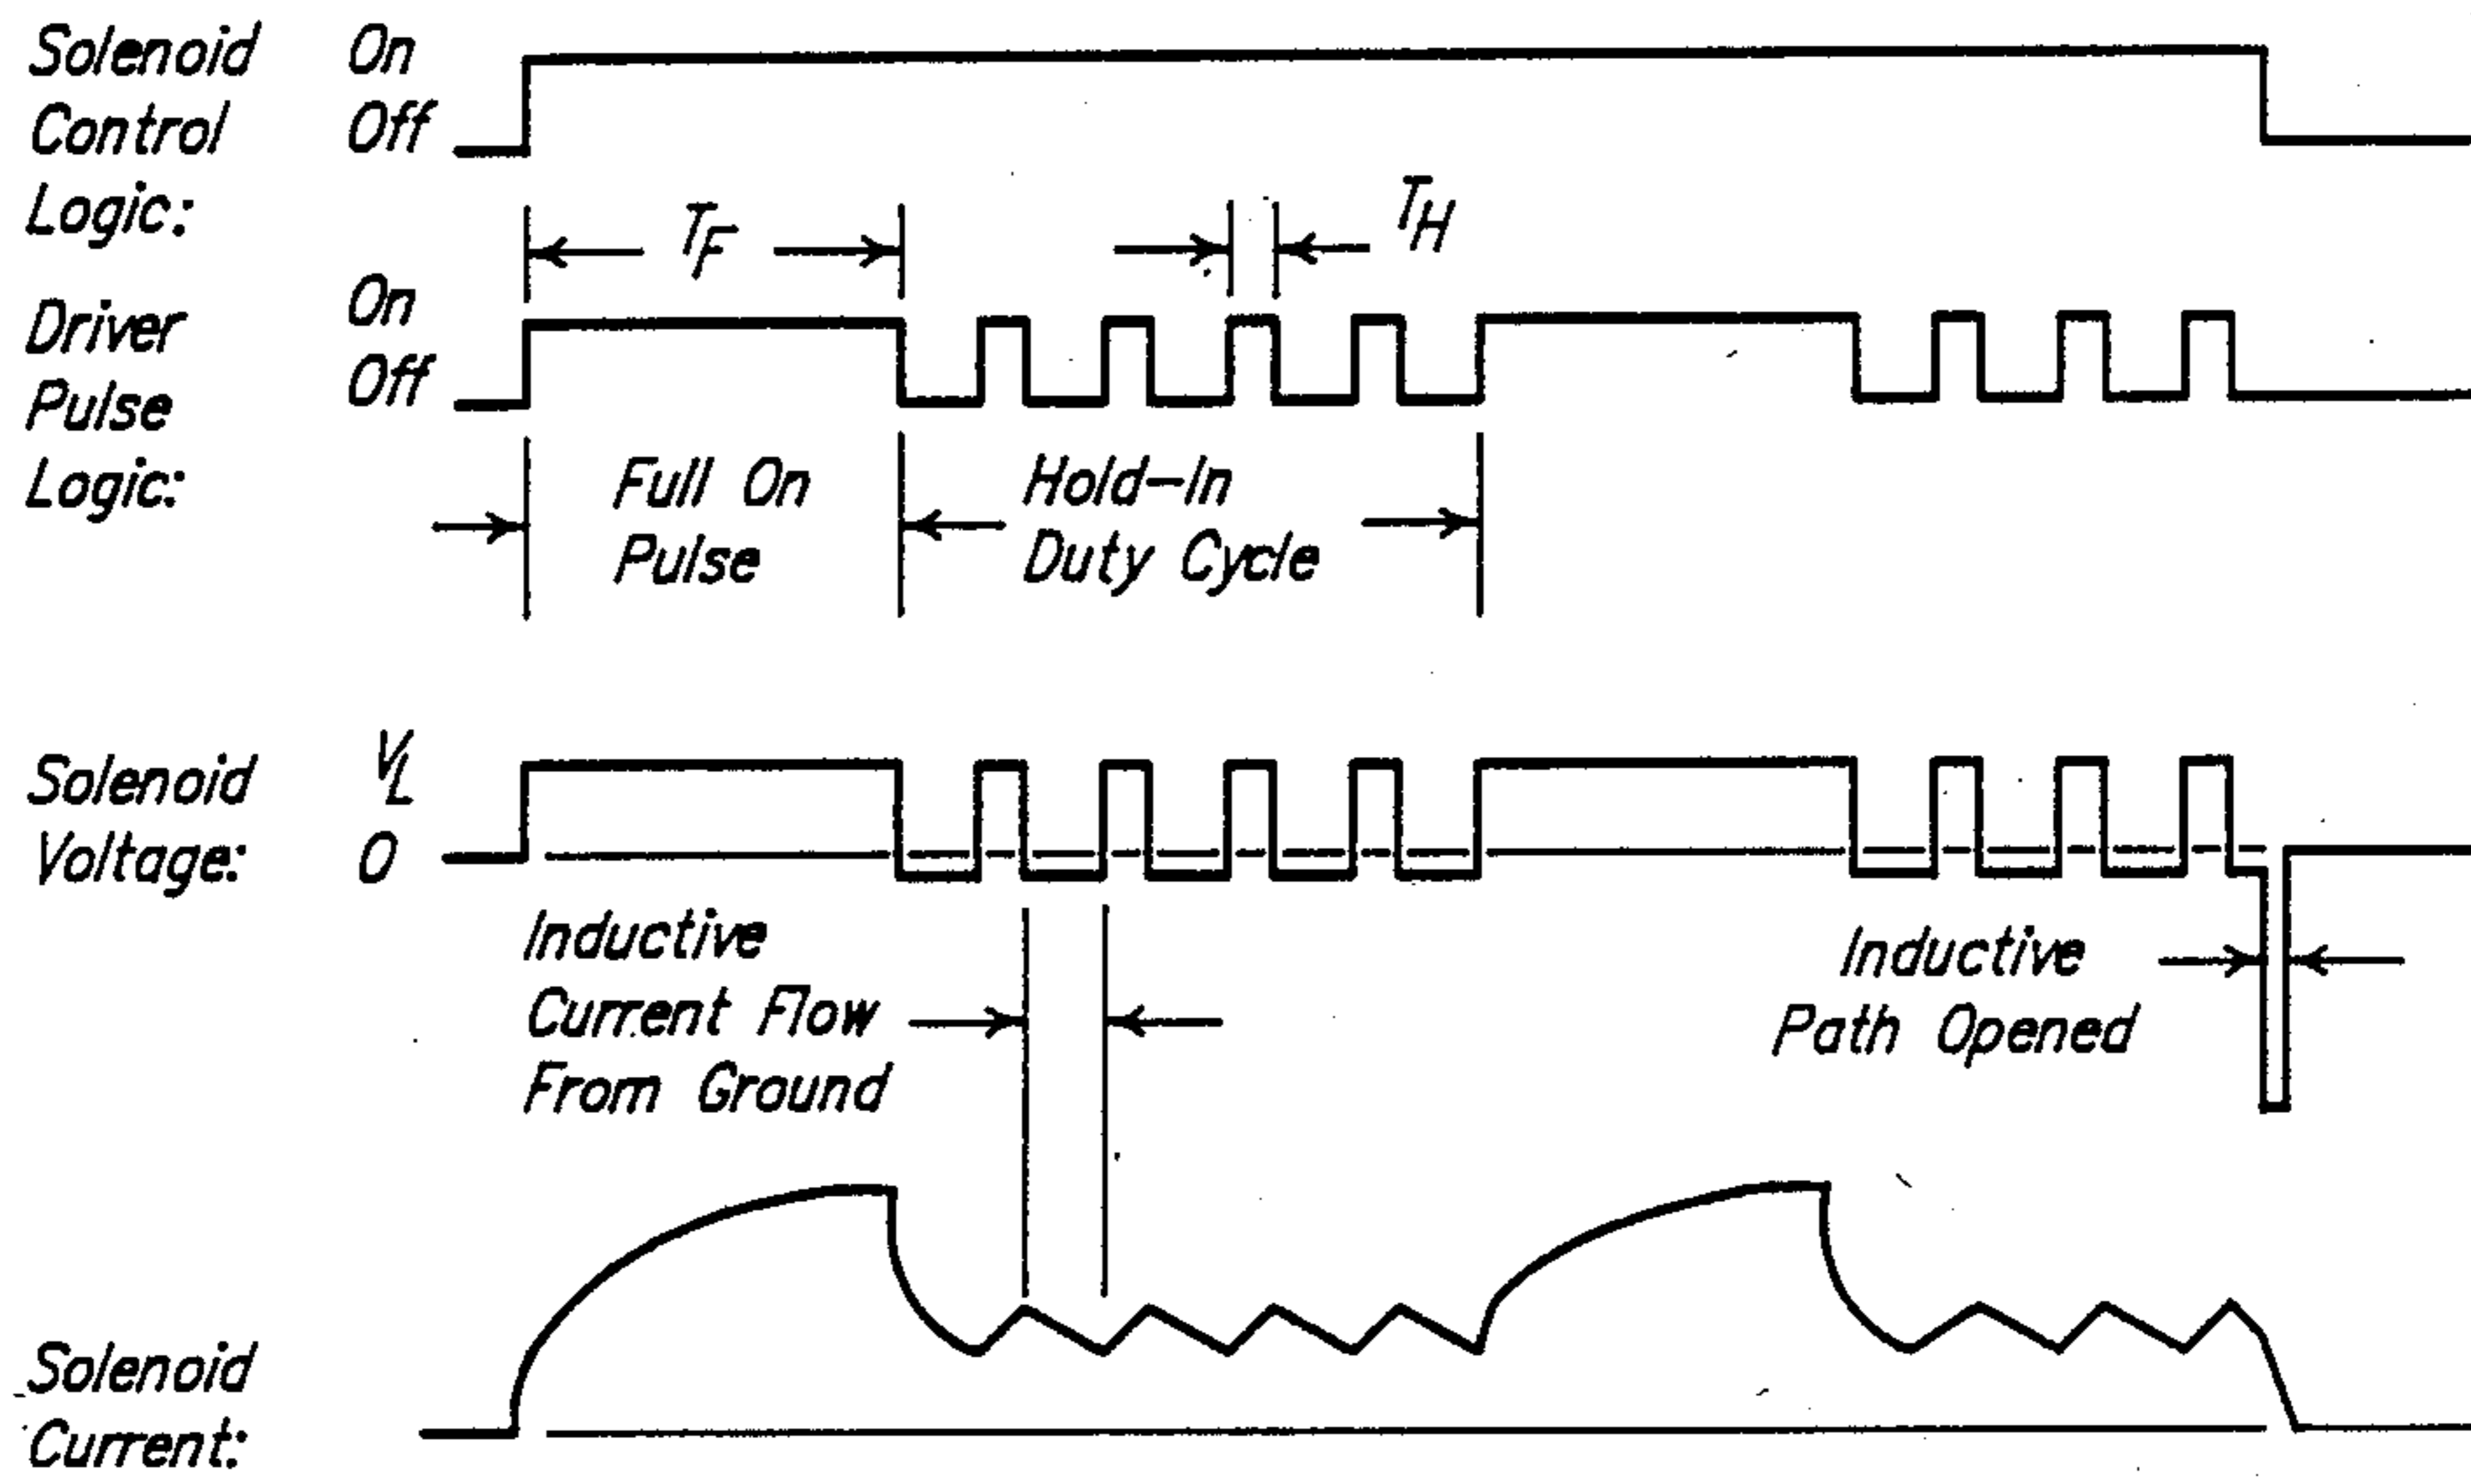 Solenoid On
Control Off
Logic:
T_F
T_H
Driver On
Pulse Off
Logic:
Full On
Pulse
Hold-In
Duty Cycle
Solenoid V_L
Voltage: 0
Inductive
Current Flow
From Ground
Inductive
Path Opened
Solenoid
Current: